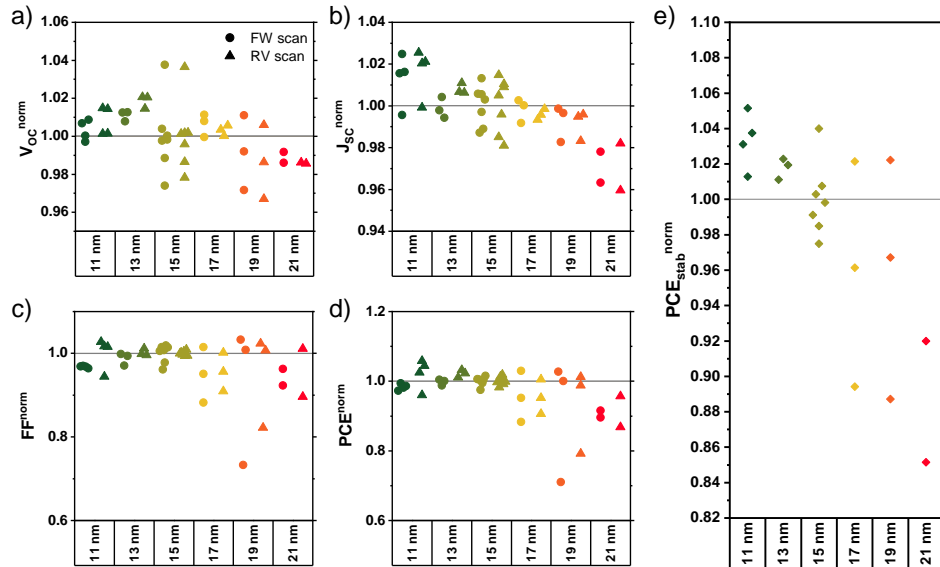 a)
1.06
1.04
1.02
1.00
0.98
0.96
V_OC^norm
FW scan
RV scan
11 nm
13 nm
15 nm
17 nm
19 nm
21 nm
b)
1.04
1.02
1.00
0.98
0.96
0.94
J_SC^norm
11 nm
13 nm
15 nm
17 nm
19 nm
21 nm
c)
1.0
0.8
0.6
FF^norm
11 nm
13 nm
15 nm
17 nm
19 nm
21 nm
d)
1.2
1.0
0.8
0.6
PCE^norm
11 nm
13 nm
15 nm
17 nm
19 nm
21 nm
e)
1.10
1.08
1.06
1.04
1.02
1.00
0.98
0.96
0.94
0.92
0.90
0.88
0.86
0.84
0.82
PCE_stab^norm
11 nm
13 nm
15 nm
17 nm
19 nm
21 nm